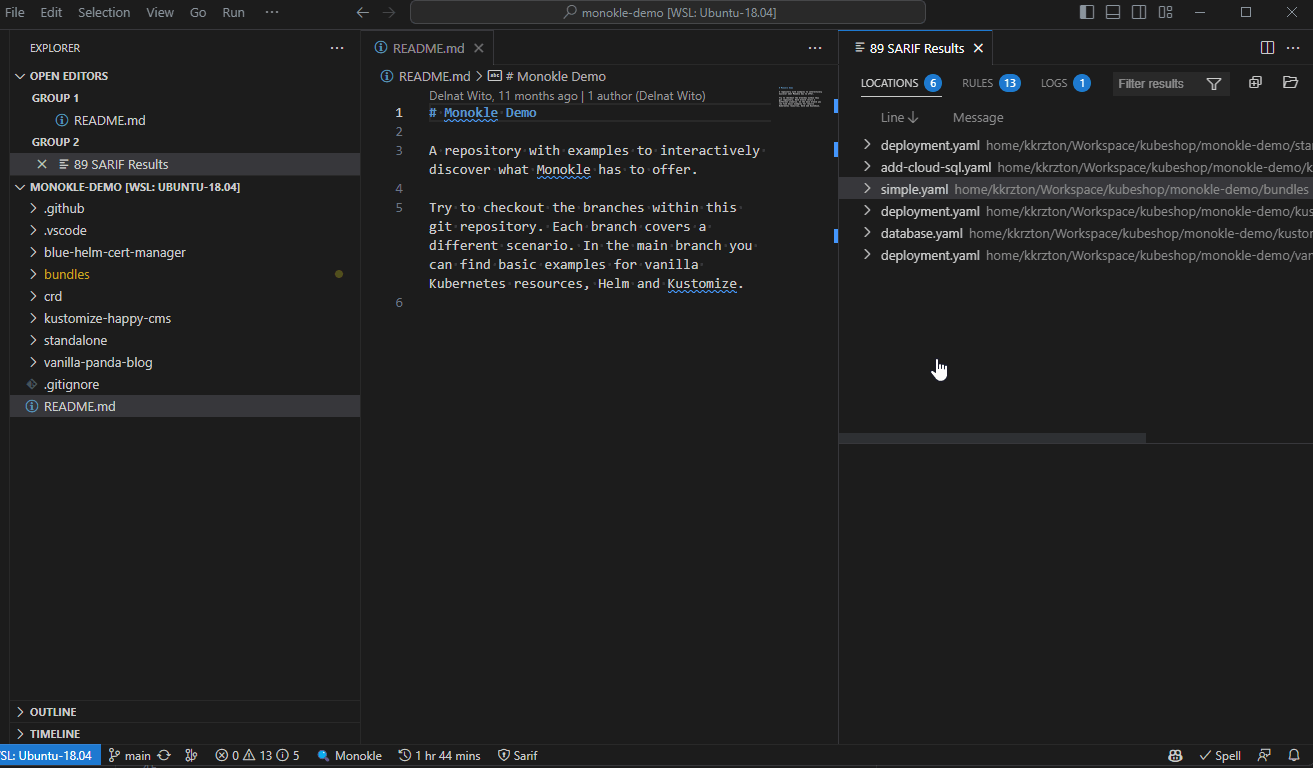 File Edit Selection View Go Run ··· monokle-demo [WSL: Ubuntu-18.04]
EXPLORER
OPEN EDITORS
GROUP 1
README.md
GROUP 2
89 SARIF Results
MONOKLE-DEMO [WSL: UBUNTU-18.04]
.github
.vscode
blue-helm-cert-manager
bundles
crd
kustomize-happy-cms
standalone
vanilla-panda-blog
.gitignore
README.md
OUTLINE
TIMELINE
README.md
README.md > # Monokle Demo
Delnat Wito, 11 months ago | 1 author (Delnat Wito)
1 # Monokle Demo
2
3 A repository with examples to interactively
discover what Monokle has to offer.
4
5 Try to checkout the branches within this
git repository. Each branch covers a
different scenario. In the main branch you
can find basic examples for vanilla
Kubernetes resources, Helm and Kustomize.
6
89 SARIF Results
LOCATIONS 6 RULES 13 LOGS 1 Filter results
Line Message
deployment.yaml home/kkrzton/Workspace/kubeshop/monokle-demo/sta
add-cloud-sql.yaml home/kkrzton/Workspace/kubeshop/monokle-demo/k
simple.yaml home/kkrzton/Workspace/kubeshop/monokle-demo/bundles
deployment.yaml home/kkrzton/Workspace/kubeshop/monokle-demo/kus
database.yaml home/kkrzton/Workspace/kubeshop/monokle-demo/kustor
deployment.yaml home/kkrzton/Workspace/kubeshop/monokle-demo/van
SL: Ubuntu-18.04 main 0 13 5 Monokle 1 hr 44 mins Sarif Spell